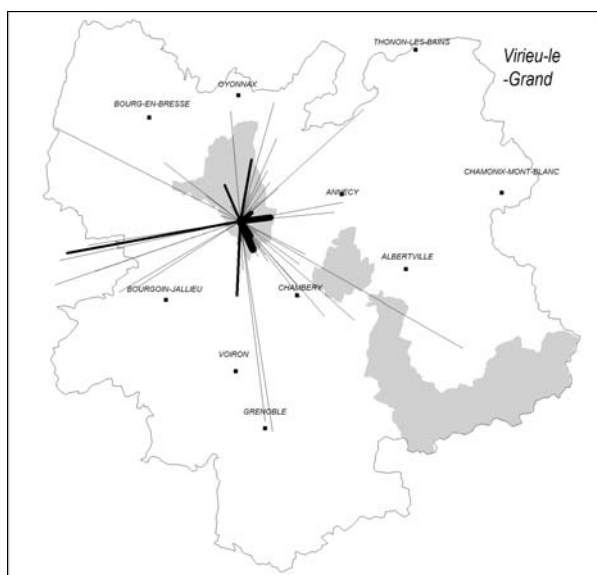 THONON-LES-BAINS
Virieu-le
-Grand
OYONNAX
BOURG-EN-BRESSE
ANNECY
CHAMONIX-MONT-BLANC
ALBERTVILLE
BOURGOIN-JALLIEU
CHAMBERY
VOIRON
GRENOBLE